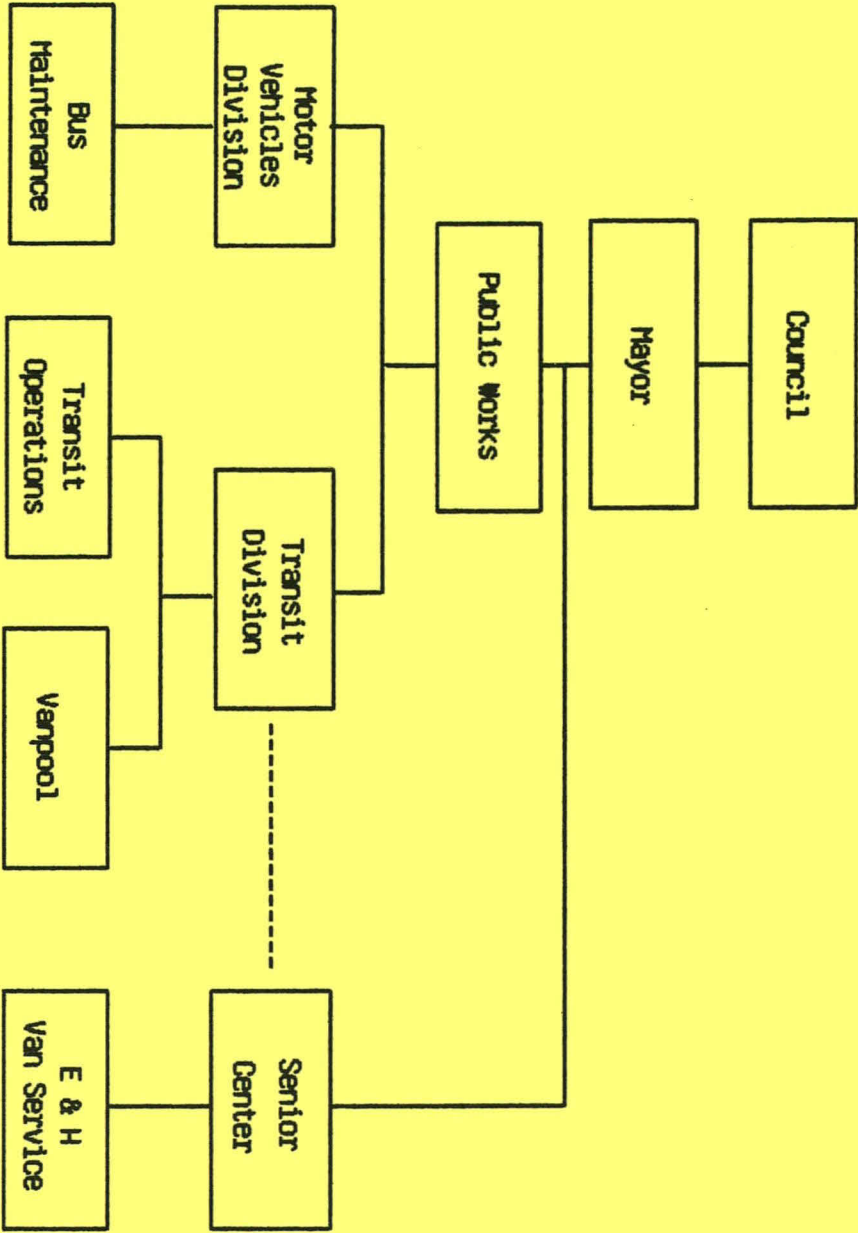 Council
Mayor
Public Works
Motor
Vehicles
Division
Transit
Division
Senior
Center
Bus
Maintenance
Transit
Operations
Vanpool
E & H
Van Service